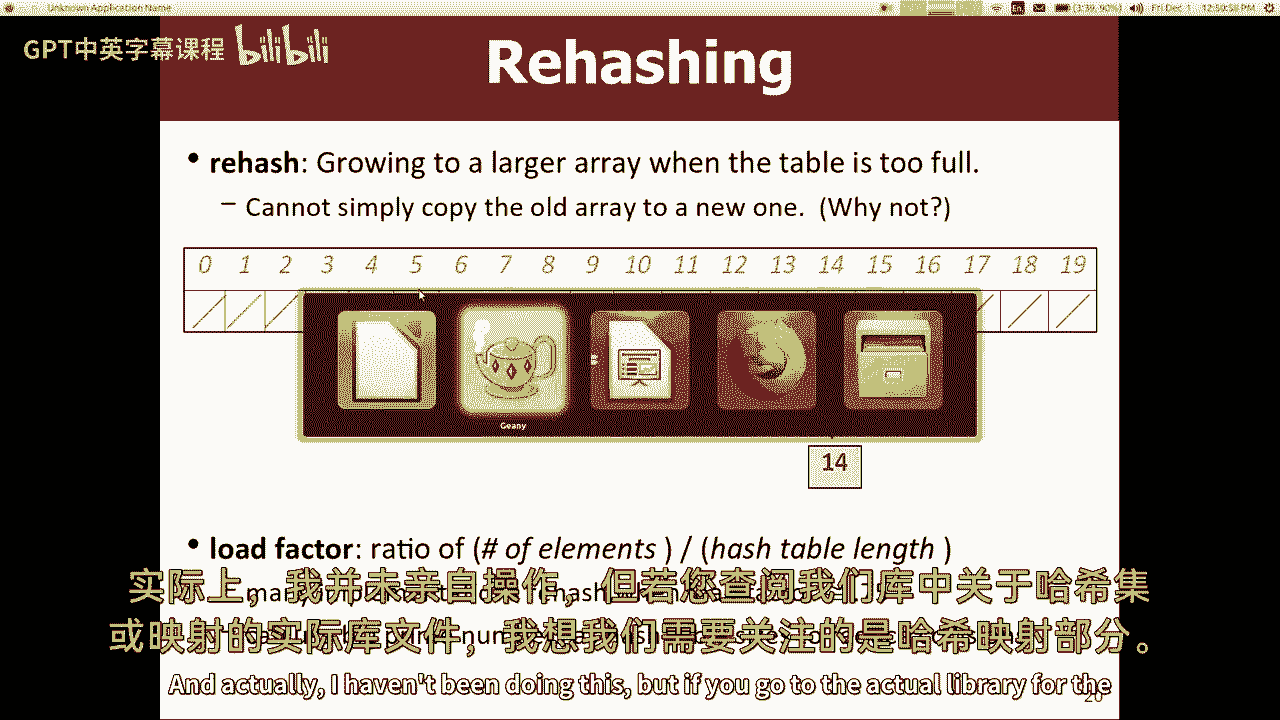 Unknown Application Name
En
(3:39, 90%)
Fri Dec 1
GPT中英字幕课程 bilibili
Rehashing
• rehash: Growing to a larger array when the table is too full.
– Cannot simply copy the old array to a new one. (Why not?)
0 1 2 3 4 5 6 7 8 9 10 11 12 13 14 15 16 17 18 19
Geany
14
• load factor: ratio of (# of elements ) / (hash table length )
实际上，我并未亲自操作，但若您查阅我们库中关于哈希集
或映射的实际库文件，我想我们需要关注的是哈希映射部分。
And actually, I haven't been doing this, but if you go to the actual library for the